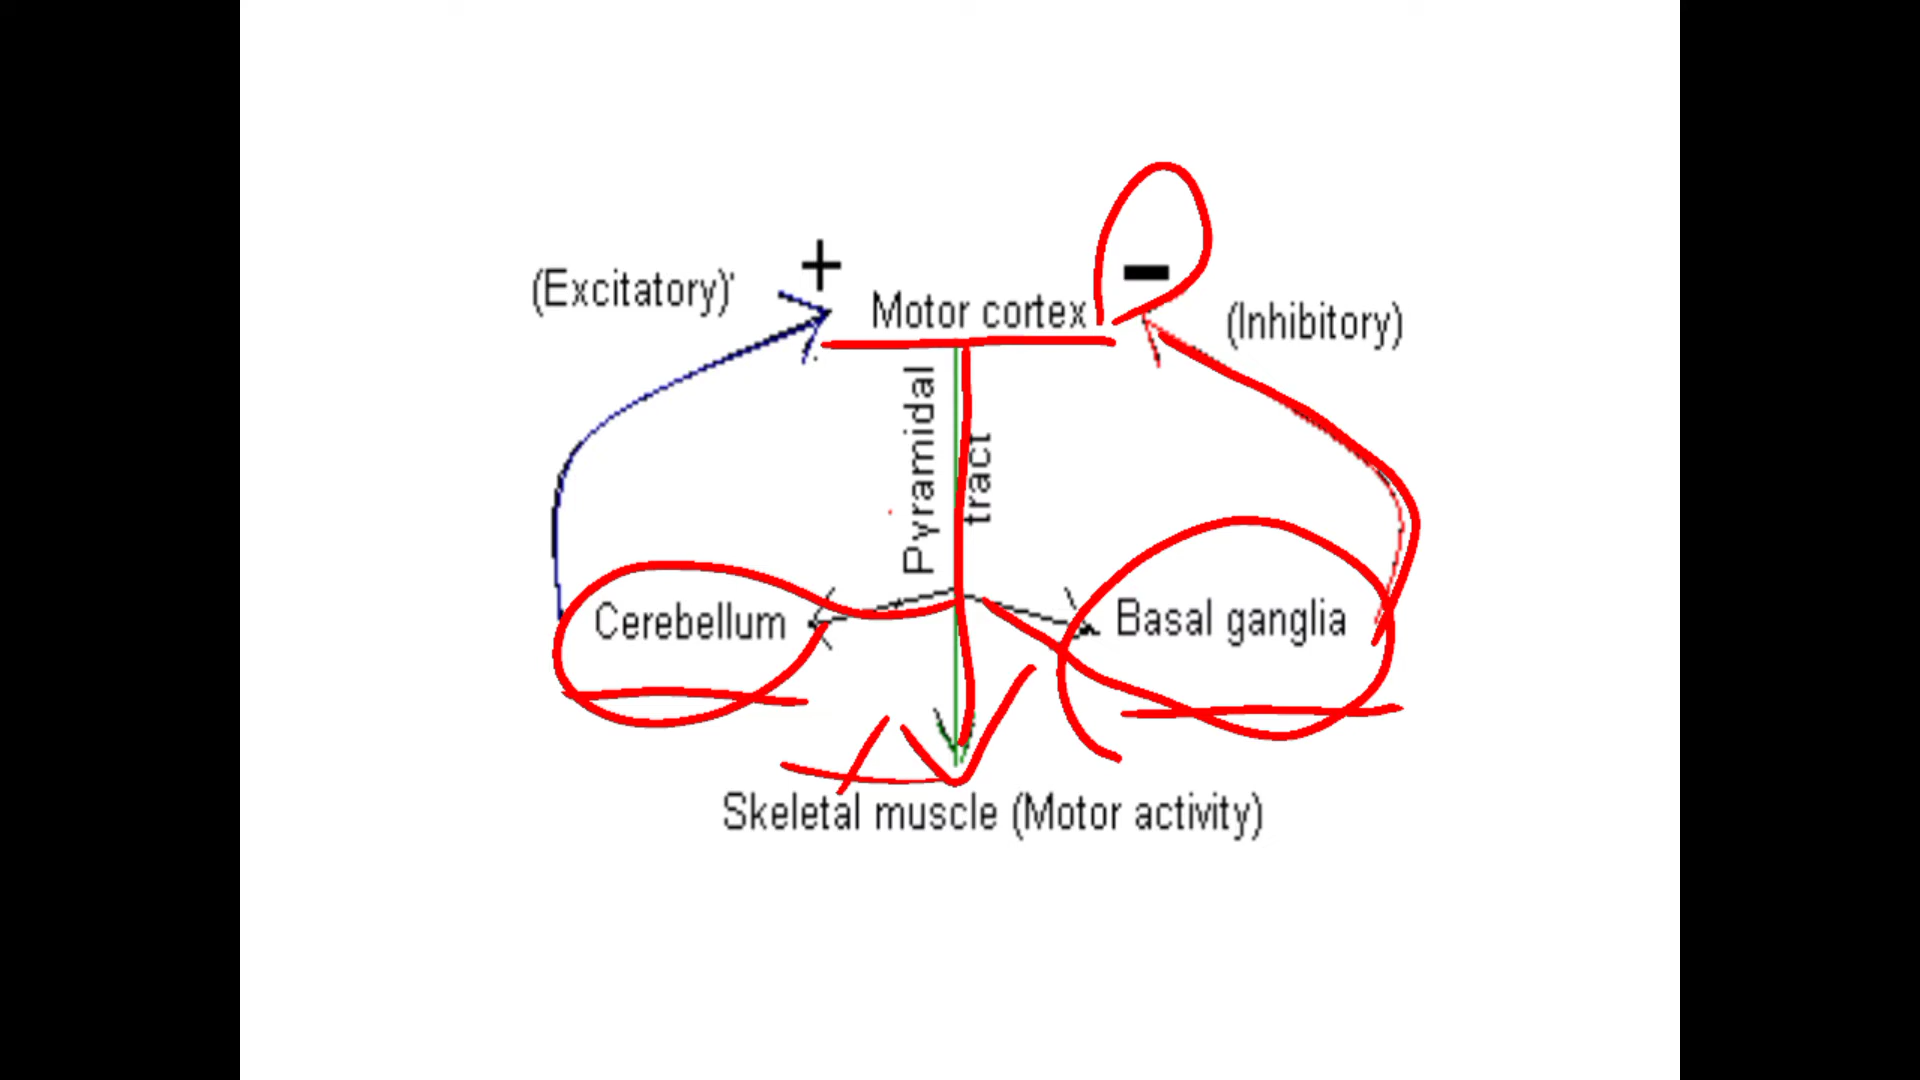 +
(Excitatory)
Motor cortex
(Inhibitory)
Pyramidal
tract
Cerebellum
Basal ganglia
Skeletal muscle (Motor activity)